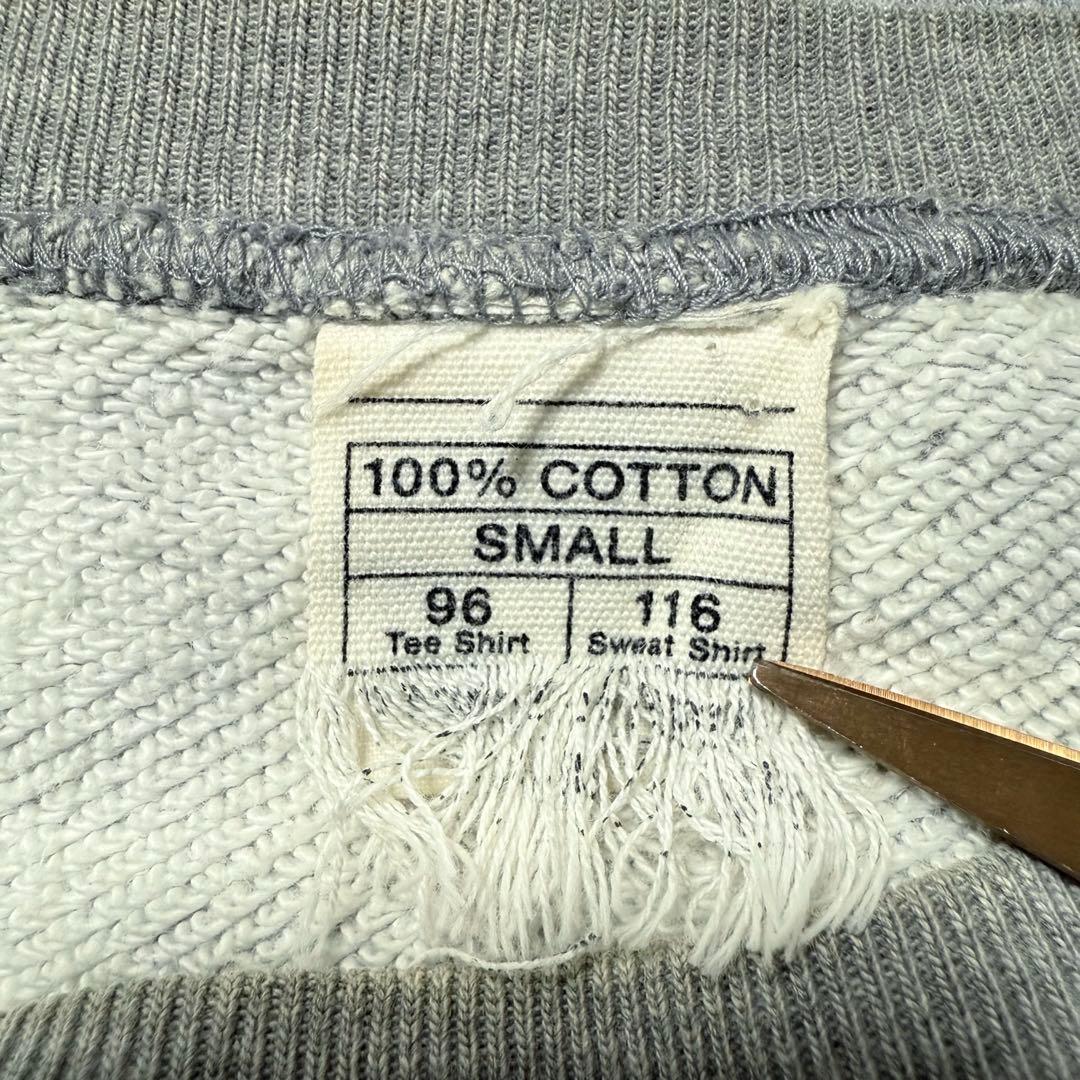 100% COTTON
SMALL
96 116
Tee Shirt Sweat Shirt